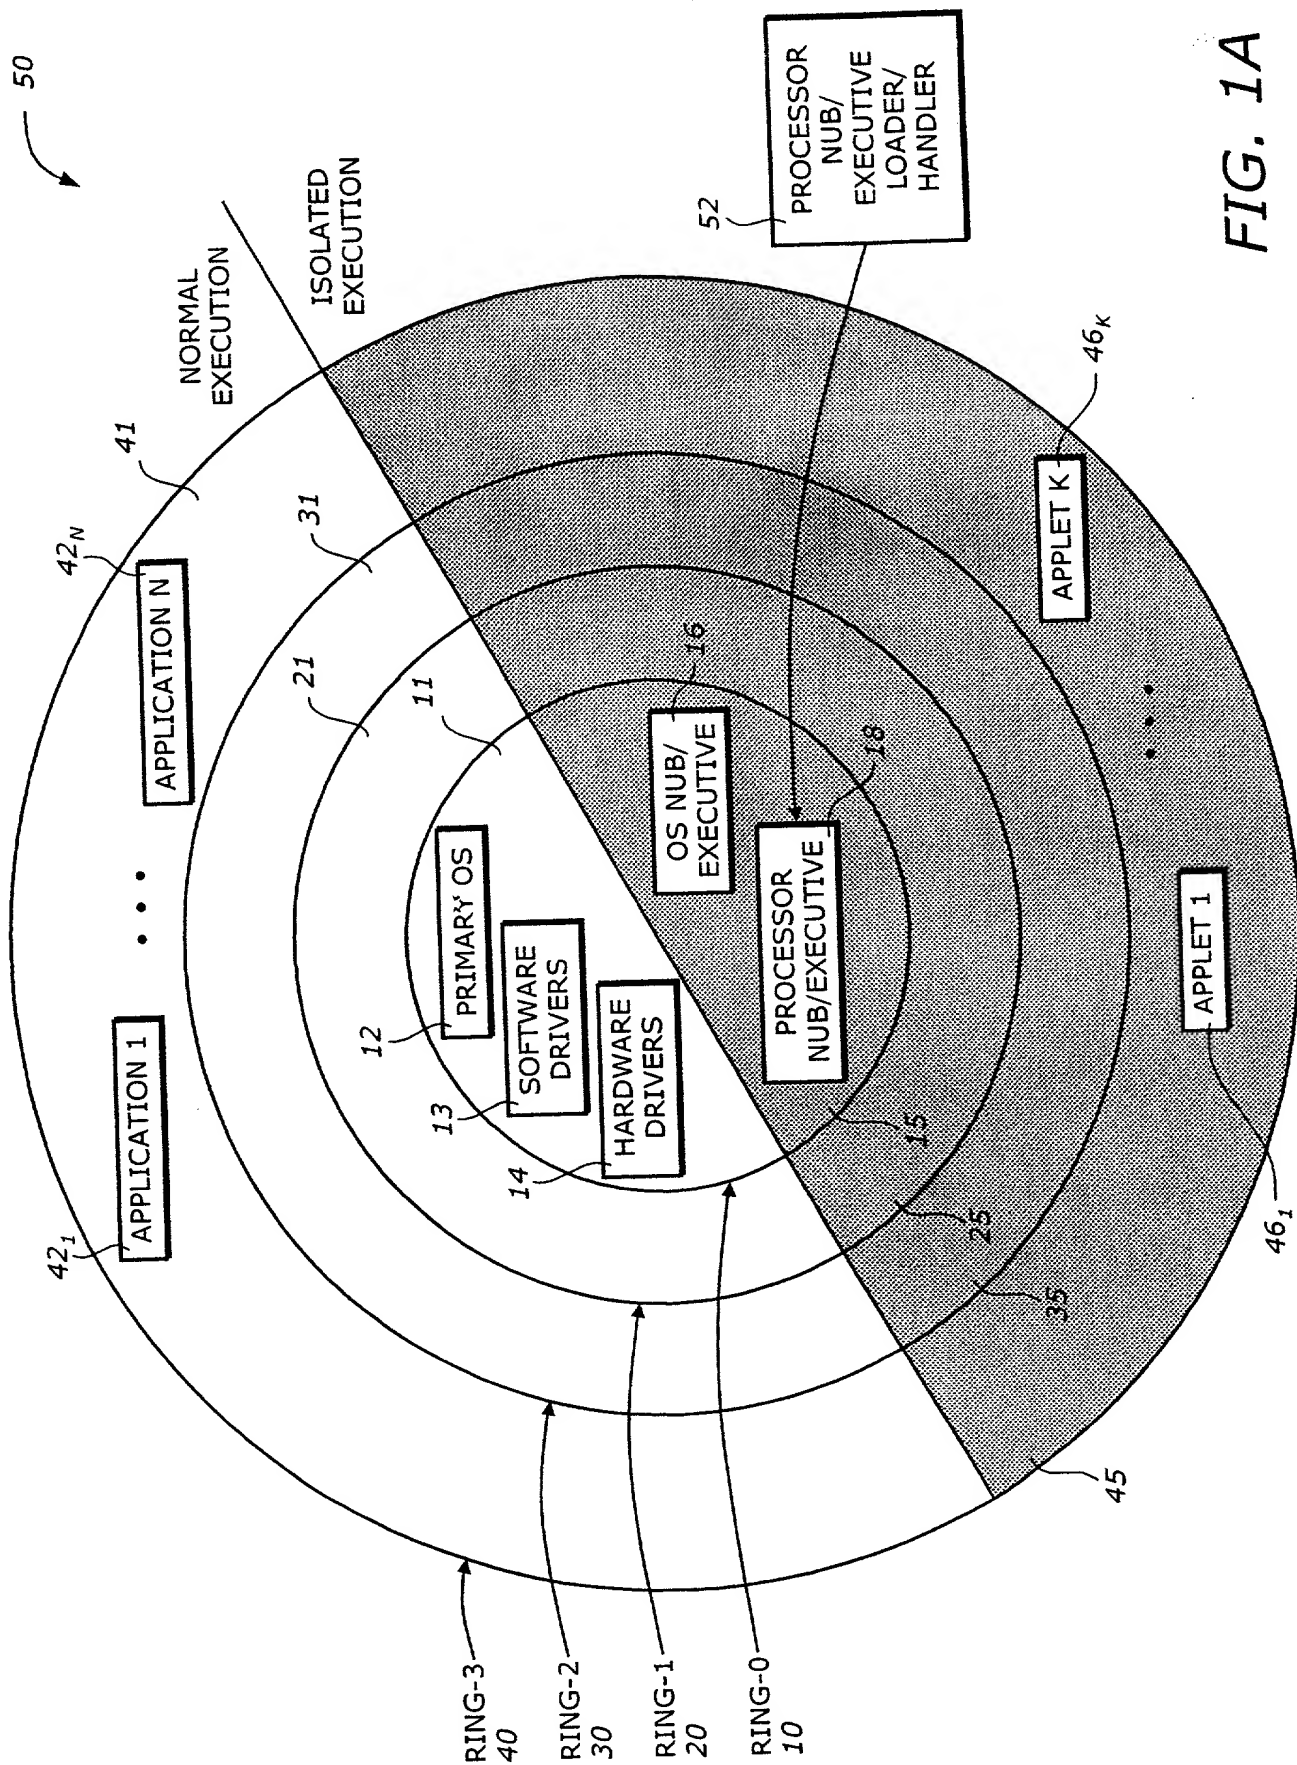 50
NORMAL
EXECUTION
ISOLATED
EXECUTION
42₁
APPLICATION 1
• • •
APPLICATION N
42N
41
31
21
11
12
PRIMARY OS
13
SOFTWARE
DRIVERS
14
HARDWARE
DRIVERS
OS NUB/
EXECUTIVE
16
PROCESSOR
NUB/EXECUTIVE
18
52
PROCESSOR
NUB/
EXECUTIVE
LOADER/
HANDLER
15
25
35
45
46₁
APPLET 1
• • •
APPLET K
46K
RING-3
40
RING-2
30
RING-1
20
RING-0
10
FIG. 1A